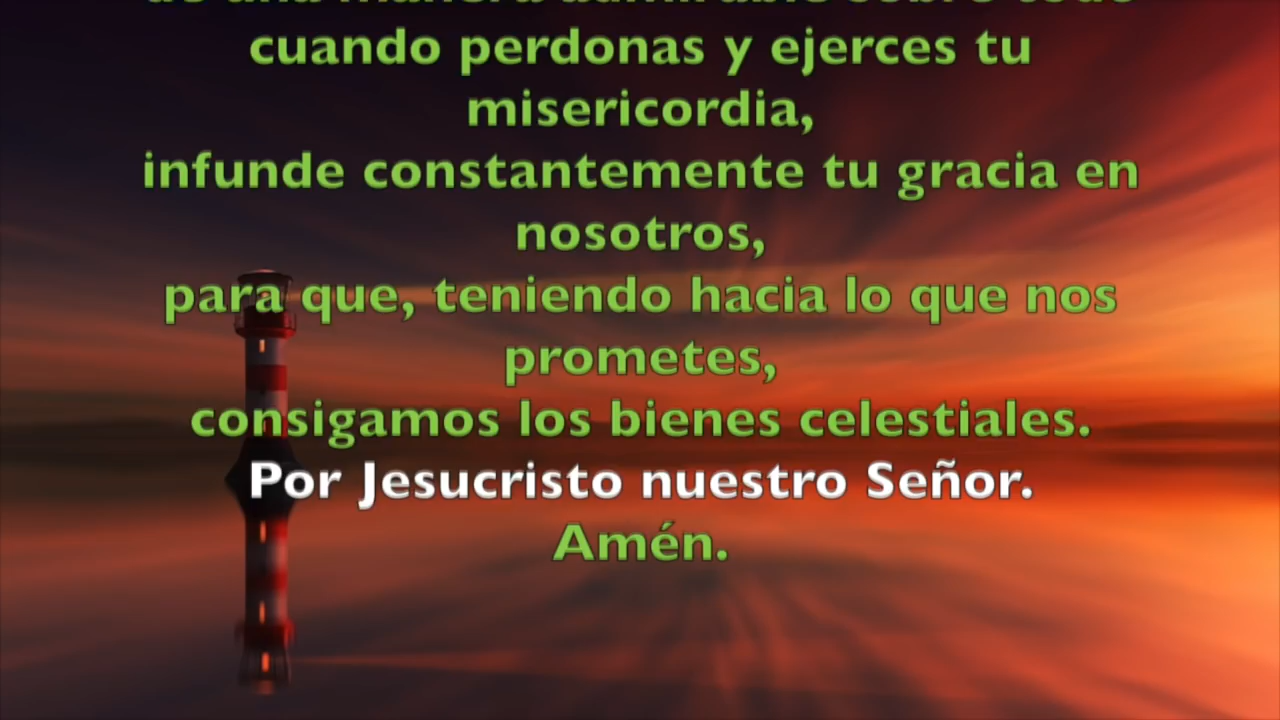 cuando perdonas y ejerces tu
misericordia,
infunde constantemente tu gracia en
nosotros,
para que, teniendo hacia lo que nos
prometes,
consigamos los bienes celestiales.
Por Jesucristo nuestro Señor.
Amén.